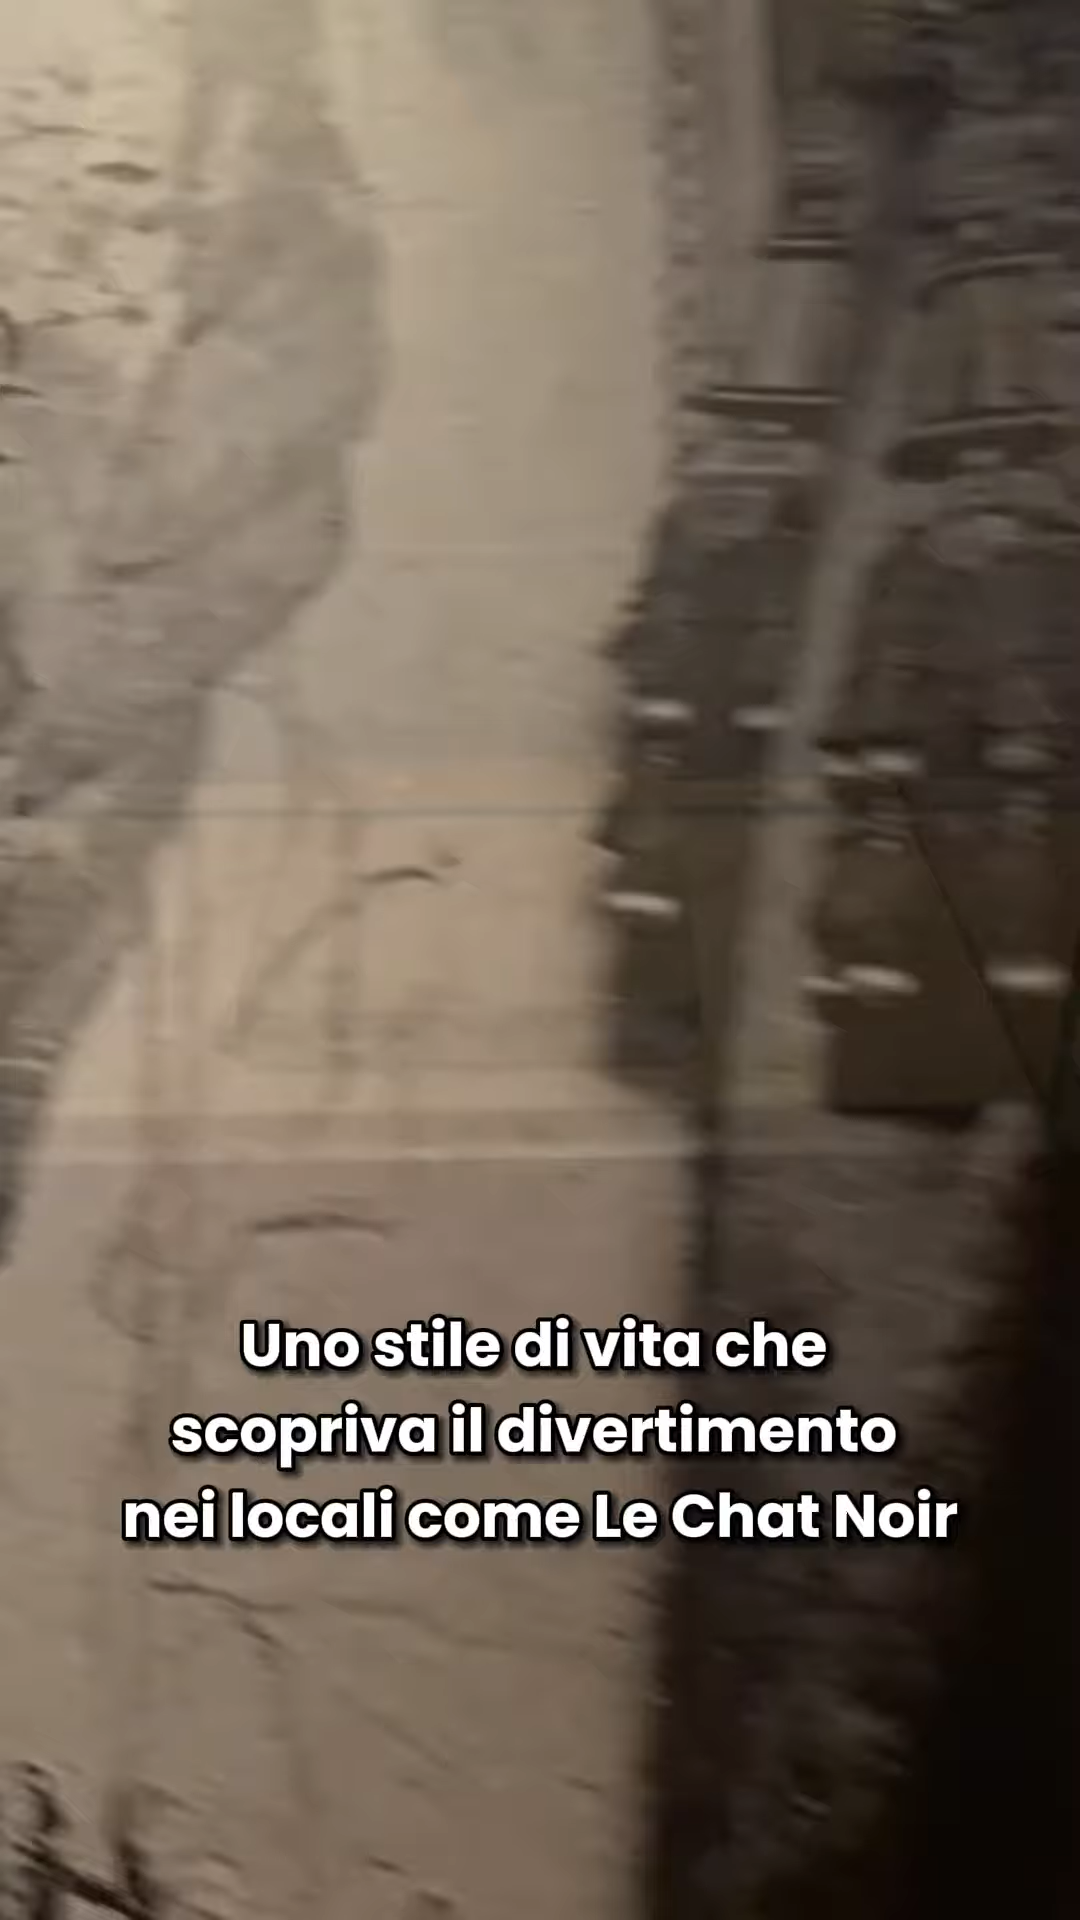 Uno stile di vita che
scopriva il divertimento
nei locali come Le Chat Noir